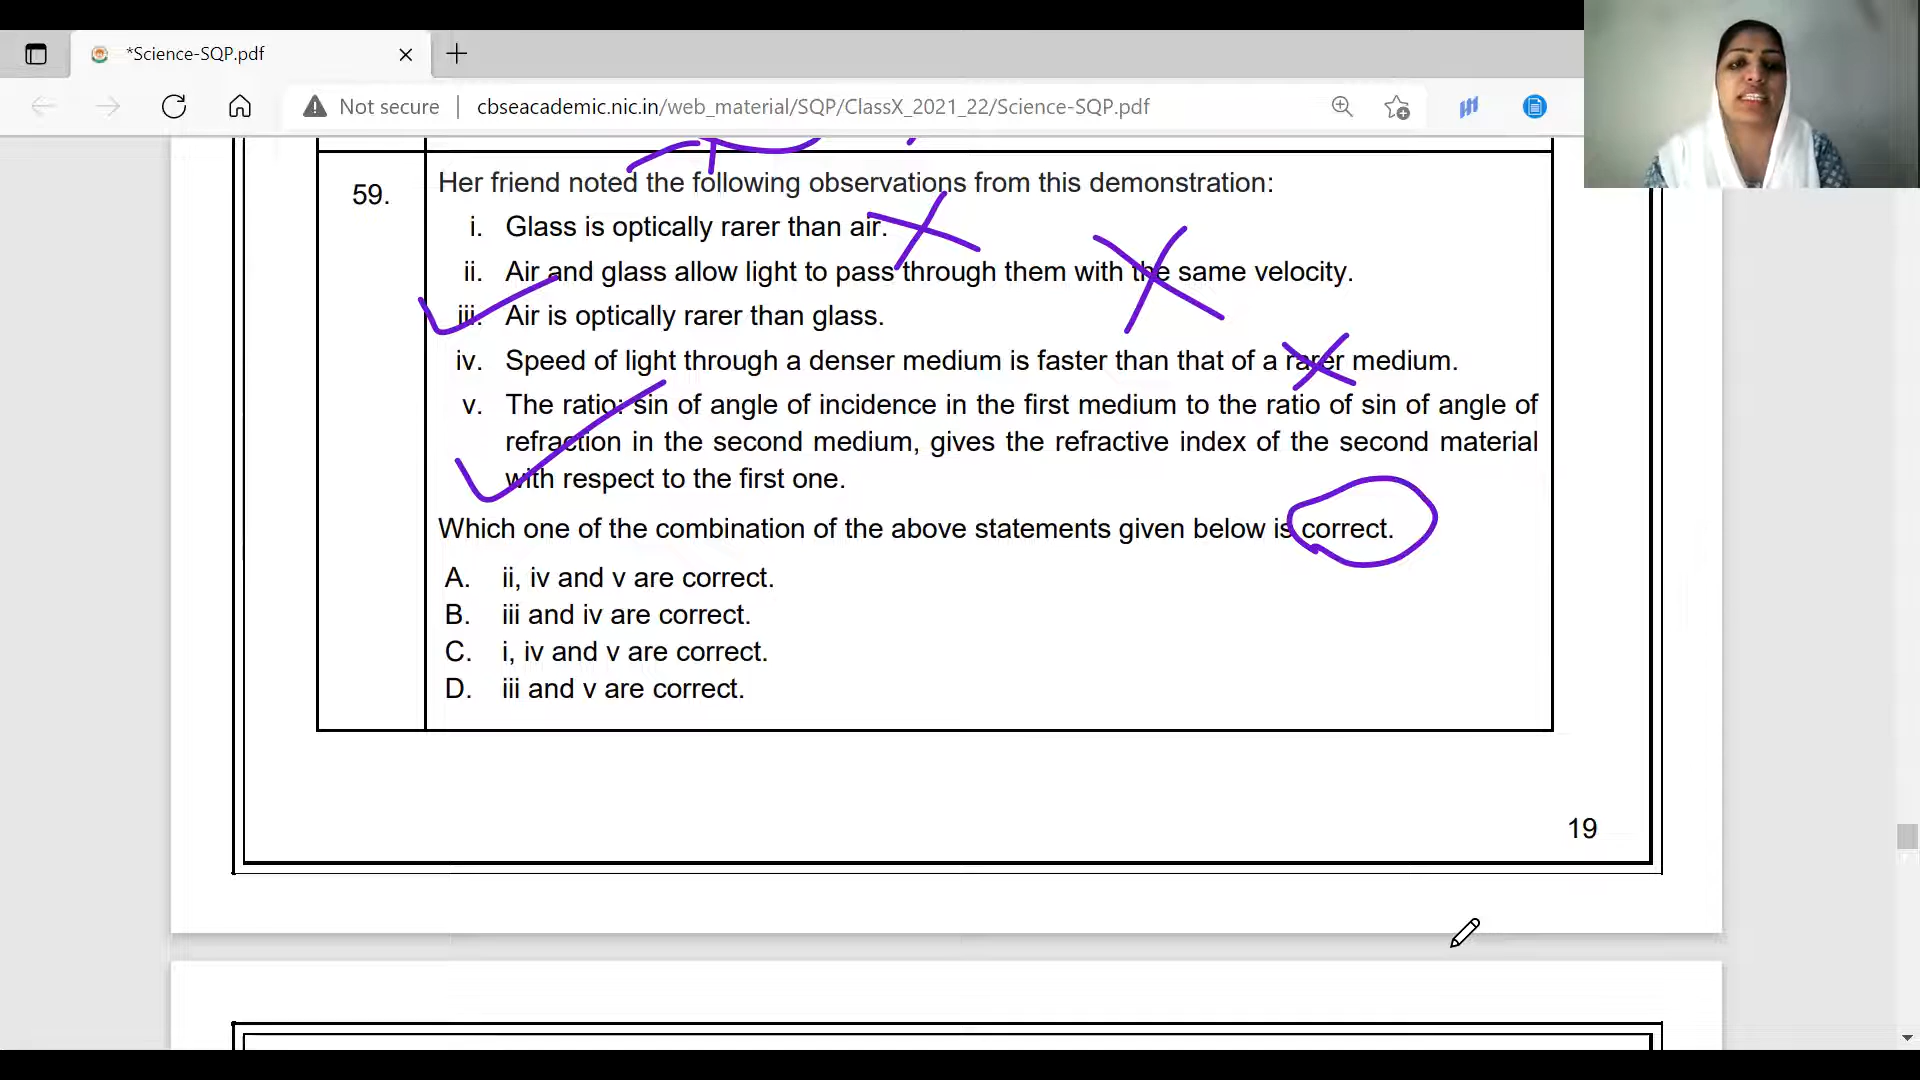 *Science-SQP.pdf
Not secure
cbseacademic.nic.in/web_material/SQP/ClassX_2021_22/Science-SQP.pdf
59.
Her friend noted the following observations from this demonstration:
i. Glass is optically rarer than air.
ii. Air and glass allow light to pass through them with the same velocity.
iii. Air is optically rarer than glass.
iv. Speed of light through a denser medium is faster than that of a rarer medium.
v. The ratio: sin of angle of incidence in the first medium to the ratio of sin of angle of
refraction in the second medium, gives the refractive index of the second material
with respect to the first one.
Which one of the combination of the above statements given below is correct.
A. ii, iv and v are correct.
B. iii and iv are correct.
C. i, iv and v are correct.
D. iii and v are correct.
19